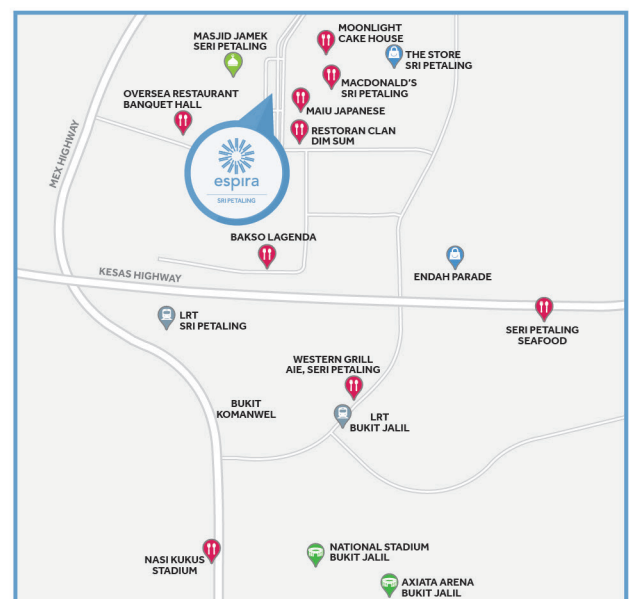 MOONLIGHT
CAKE HOUSE
MASJID JAMEK
SERI PETALING
THE STORE
SRI PETALING
MACDONALD'S
SRI PETALING
OVERSEA RESTAURANT
BANQUET HALL
MAIU JAPANESE
RESTORAN CLAN
DIM SUM
MEX HIGHWAY
espira
SRI PETALING
BAKSO LAGENDA
KESAS HIGHWAY
ENDAH PARADE
LRT
SRI PETALING
SERI PETALING
SEAFOOD
WESTERN GRILL
AIE, SERI PETALING
BUKIT
KOMANWEL
LRT
BUKIT JALIL
NASI KUKUS
STADIUM
NATIONAL STADIUM
BUKIT JALIL
AXIATA ARENA
BUKIT JALIL